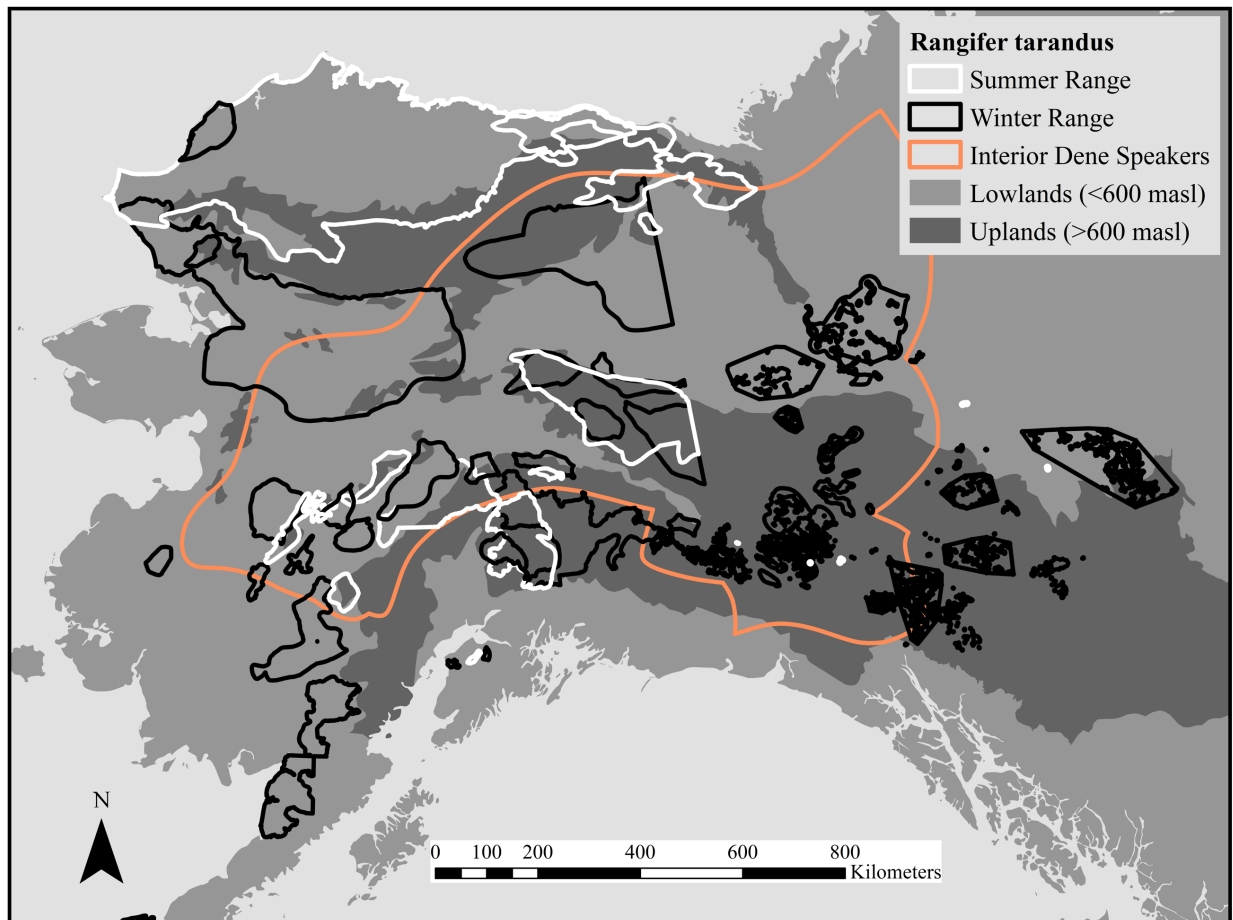 Rangifer tarandus
Summer Range
Winter Range
Interior Dene Speakers
Lowlands (<600 masl)
Uplands (>600 masl)
N
0 100 200 400 600 800
Kilometers